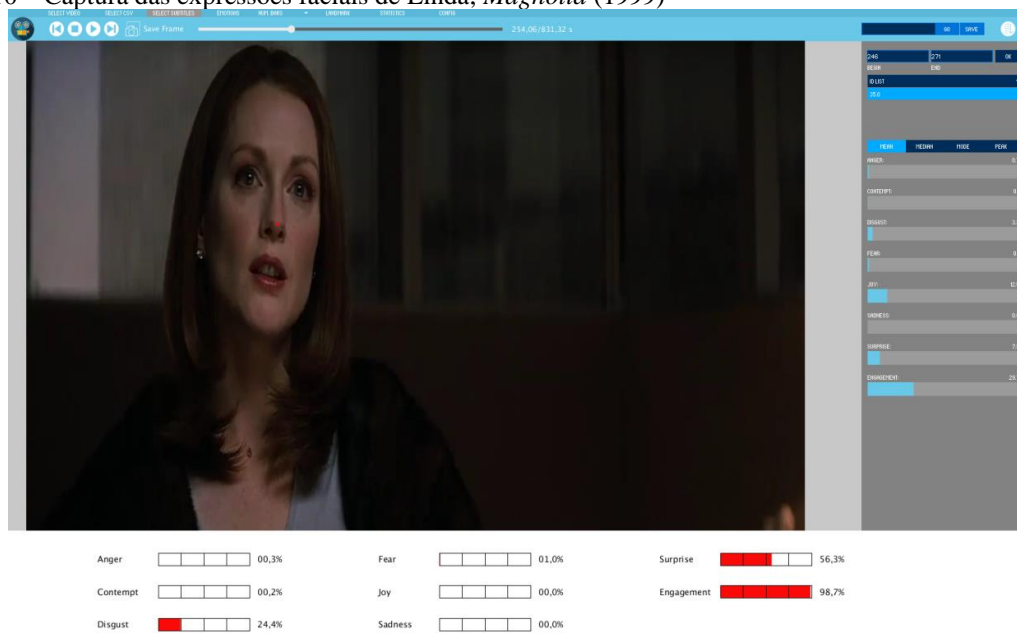 Captura das expressões faciais de Linda, Magnolia (1999)
SELECT VIDEO SELECT CSV SELECT SUBTITLES EMOTIONS NUM. BARS LANDMARK STATISTICS CONFIG
Save Frame 254,06/831,32 s GO SAVE
246 271 OK
BEGIN END
ID LIST
35.0
MEAN MEDIAN MODE PEAK
ANGER:
CONTEMPT:
DISGUST:
FEAR:
JOY:
SADNESS:
SURPRISE:
ENGAGEMENT:
Anger 00,3% Fear 01,0% Surprise 56,3%
Contempt 00,2% Joy 00,0% Engagement 98,7%
Disgust 24,4% Sadness 00,0%